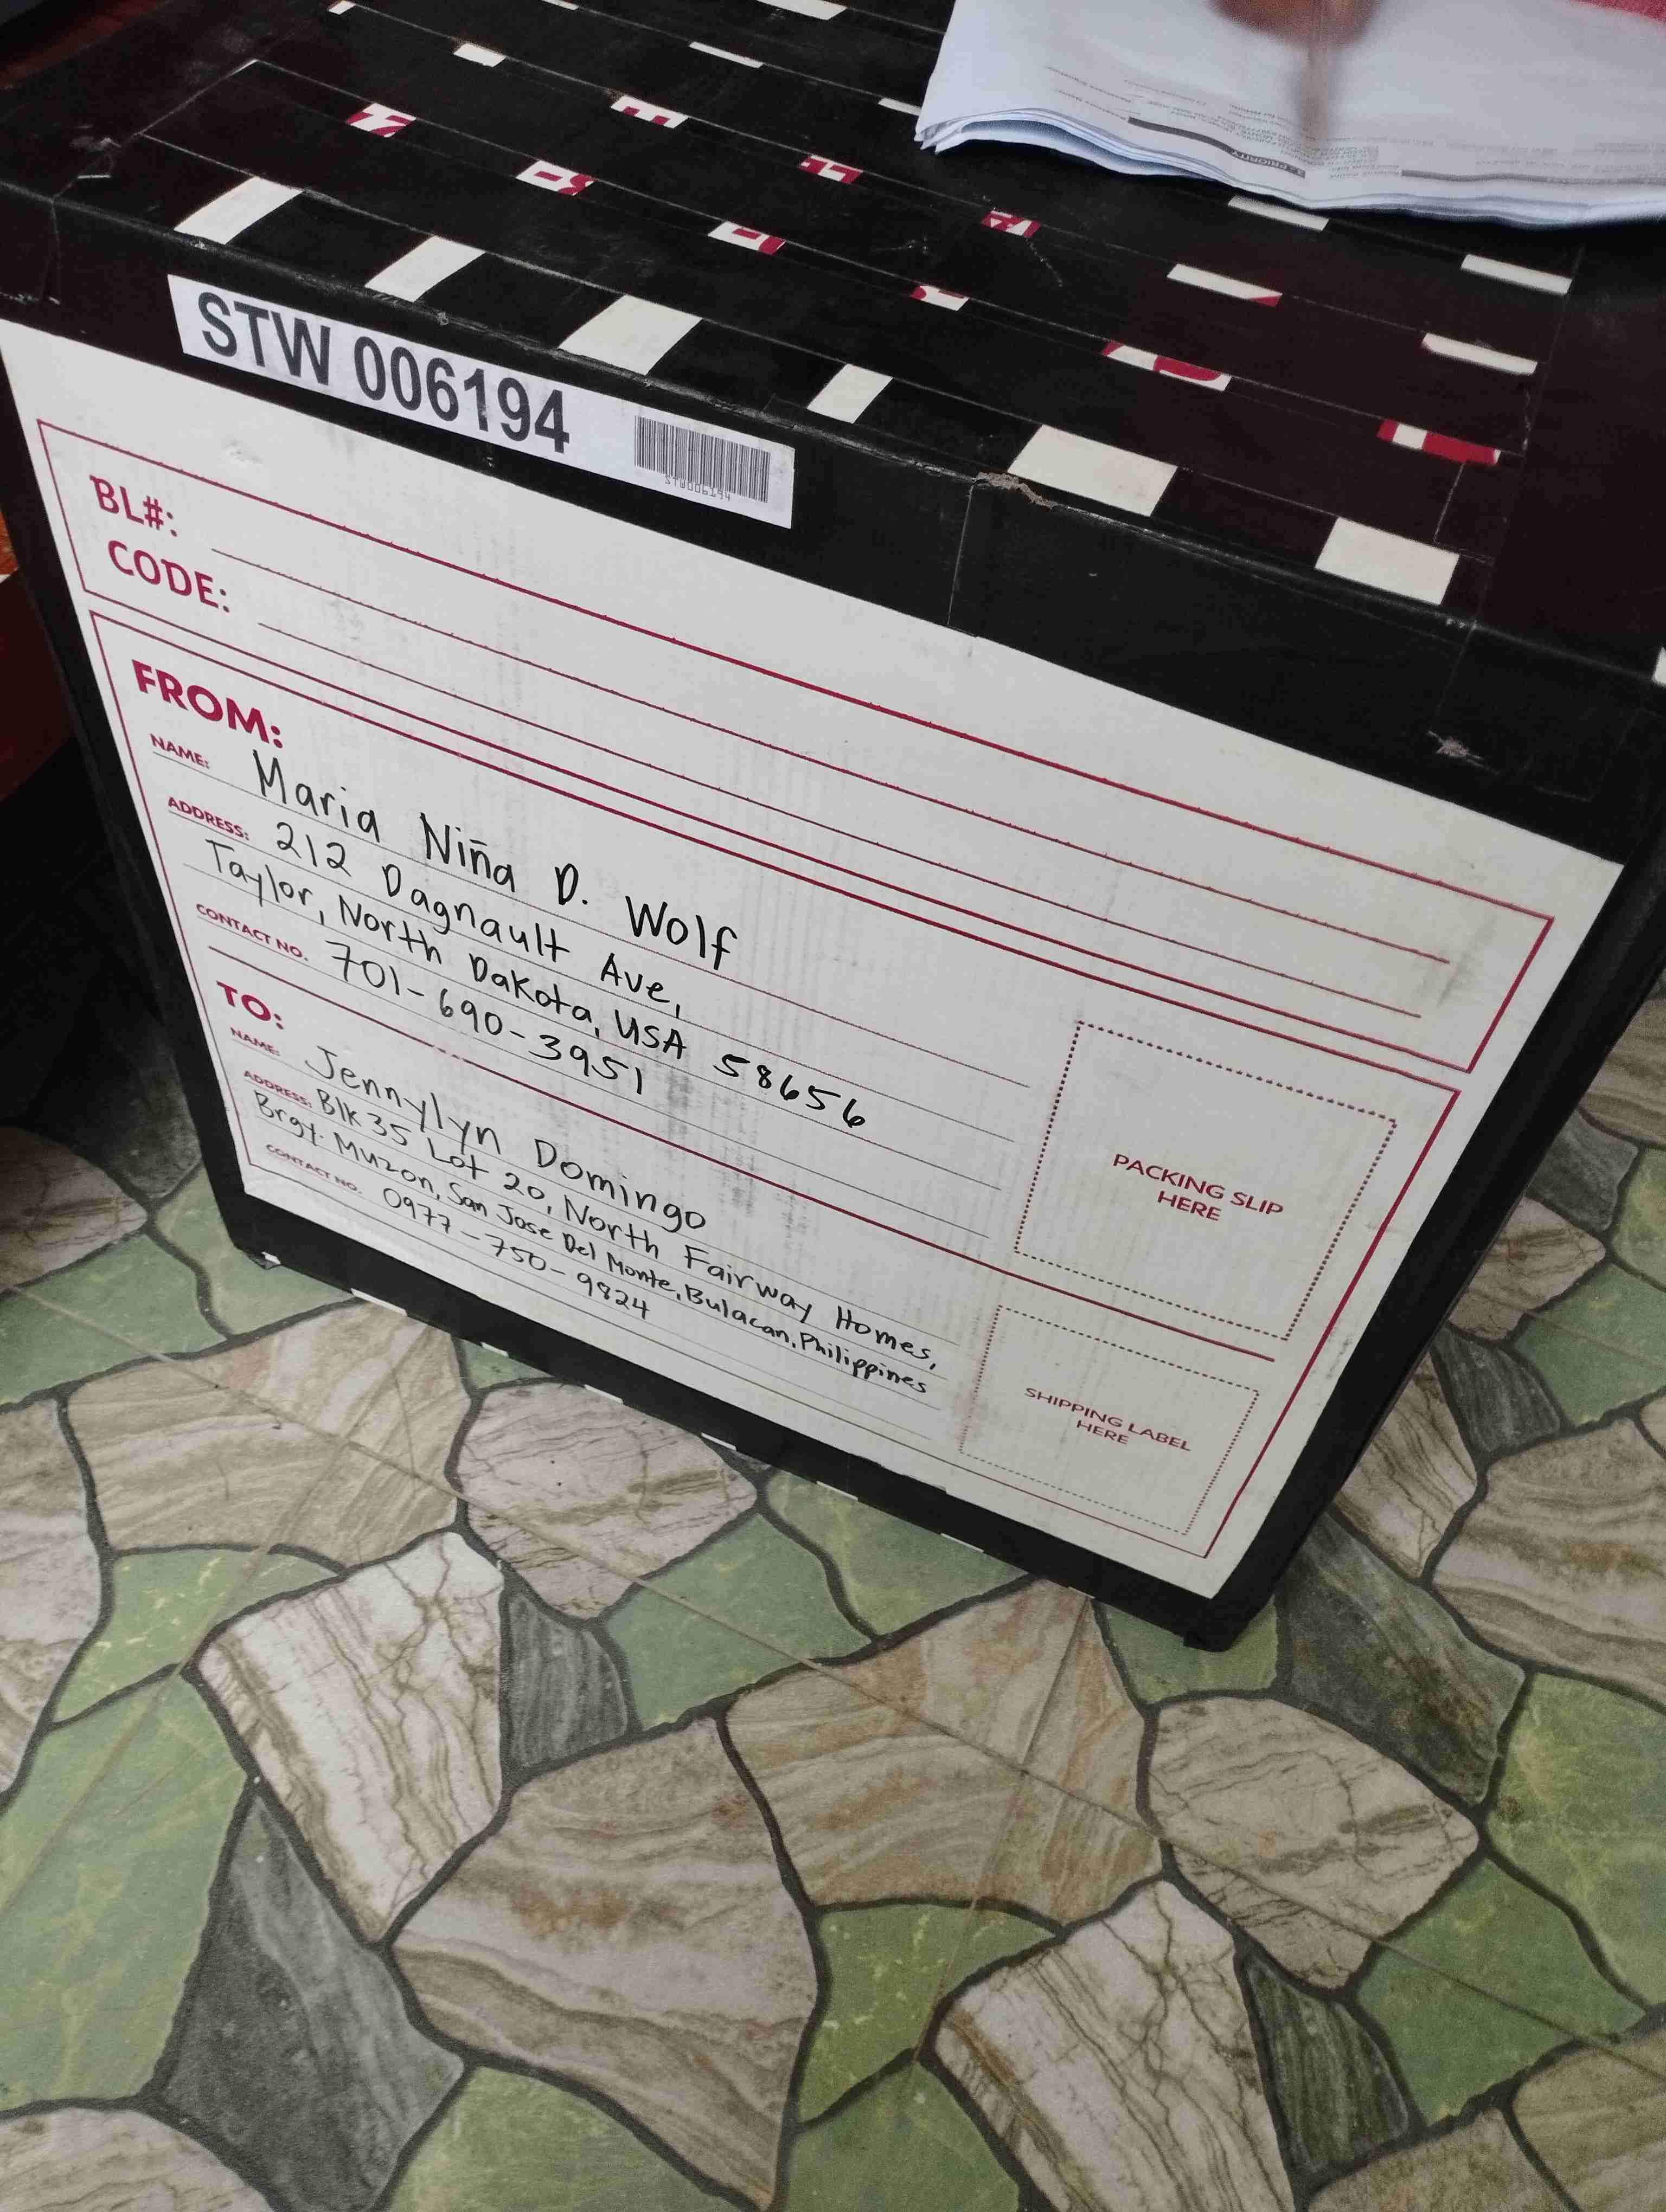 STW 006194
STW006194
BL#:
CODE:
FROM:
NAME: Maria Niña D. Wolf
ADDRESS: 212 Dagnault Ave,
Taylor, North Dakota, USA 58656
CONTACT NO. 701-690-3951
TO:
NAME: Jennylyn Domingo
ADDRESS: Blk 35 Lot 20, North Fairway Homes,
Brgy. Muzon, San Jose Del Monte, Bulacan, Philippines
CONTACT NO. 0977-750-9824
PACKING SLIP
HERE
SHIPPING LABEL
HERE